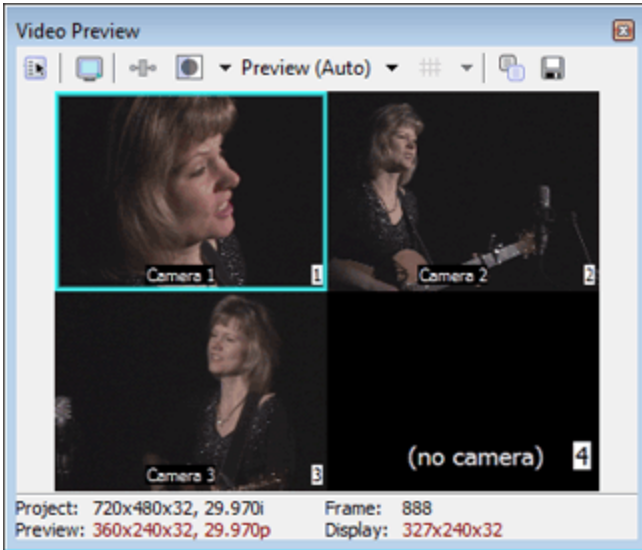 Video Preview
Preview (Auto)
Camera 1 1
Camera 2 2
Camera 3 3
(no camera) 4
Project: 720x480x32, 29.970i Frame: 888
Preview: 360x240x32, 29.970p Display: 327x240x32